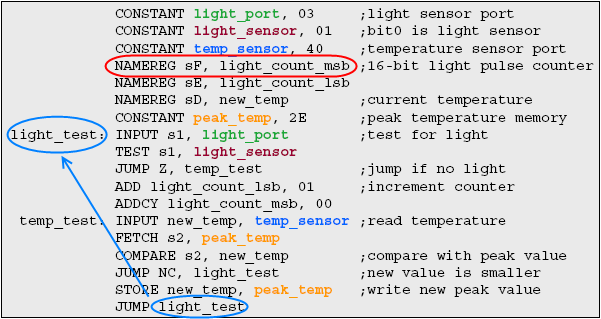 CONSTANT light_port, 03 ;light sensor port
CONSTANT light_sensor, 01 ;bit0 is light sensor
CONSTANT temp_sensor, 40 ;temperature sensor port
NAMEREG sF, light_count_msb ;16-bit light pulse counter
NAMEREG sE, light_count_lsb
NAMEREG sD, new_temp ;current temperature
CONSTANT peak_temp, 2E ;peak temperature memory
light_test: INPUT s1, light_port ;test for light
TEST s1, light_sensor
JUMP Z, temp_test ;jump if no light
ADD light_count_lsb, 01 ;increment counter
ADDCY light_count_msb, 00
temp_test: INPUT new_temp, temp_sensor ;read temperature
FETCH s2, peak_temp
COMPARE s2, new_temp ;compare with peak value
JUMP NC, light_test ;new value is smaller
STORE new_temp, peak_temp ;write new peak value
JUMP light_test